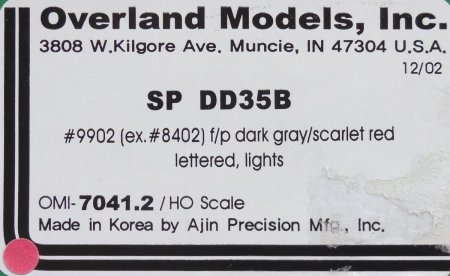 Overland Models, Inc.
3808 W.Kilgore Ave. Muncie, IN 47304 U.S.A.
12/02
SP DD35B
#9902 (ex.#8402) f/p dark gray/scarlet red
lettered, lights
OMI-7041.2 / HO Scale
Made in Korea by Ajin Precision Mfg., Inc.